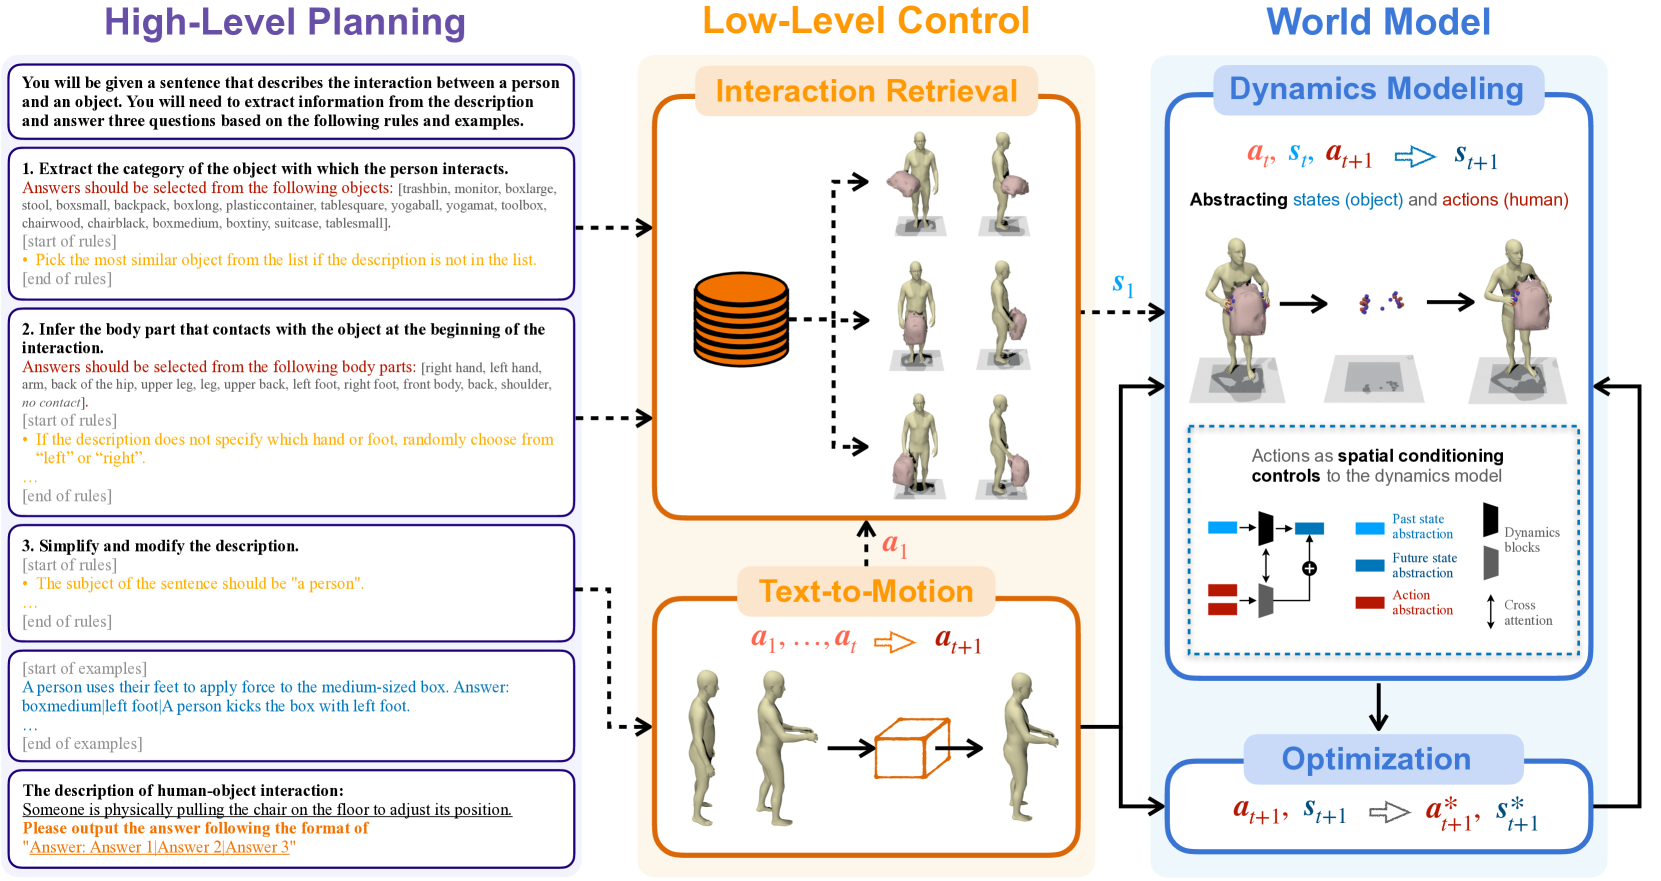 High-Level Planning
You will be given a sentence that describes the interaction between a person
and an object. You will need to extract information from the description
and answer three questions based on the following rules and examples.
1. Extract the category of the object with which the person interacts.
Answers should be selected from the following objects: [trashbin, monitor, boxlarge,
stool, boxsmall, backpack, boxlong, plasticcontainer, tablesquare, yogaball, yogamat, toolbox,
chairwood, chairblack, boxmedium, boxtiny, suitcase, tablesmall].
[start of rules]
• Pick the most similar object from the list if the description is not in the list.
[end of rules]
2. Infer the body part that contacts with the object at the beginning of the
interaction.
Answers should be selected from the following body parts: [right hand, left hand,
arm, back of the hip, upper leg, leg, upper back, left foot, right foot, front body, back, shoulder,
no contact].
[start of rules]
• If the description does not specify which hand or foot, randomly choose from
“left” or “right”.
...
[end of rules]
3. Simplify and modify the description.
[start of rules]
• The subject of the sentence should be "a person".
...
[end of rules]
[start of examples]
A person uses their feet to apply force to the medium-sized box. Answer:
boxmedium|left foot|A person kicks the box with left foot.
...
[end of examples]
The description of human-object interaction:
Someone is physically pulling the chair on the floor to adjust its position.
Please output the answer following the format of
"Answer: Answer 1|Answer 2|Answer 3"
Low-Level Control
Interaction Retrieval
a1
Text-to-Motion
a1, ..., at ⇨ at+1
World Model
Dynamics Modeling
at, st, at+1 ⇨ st+1
Abstracting states (object) and actions (human)
s1
Actions as spatial conditioning
controls to the dynamics model
Past state
abstraction
Future state
abstraction
Action
abstraction
Dynamics
blocks
Cross
attention
Optimization
at+1, st+1 ⇨ a*t+1, s*t+1